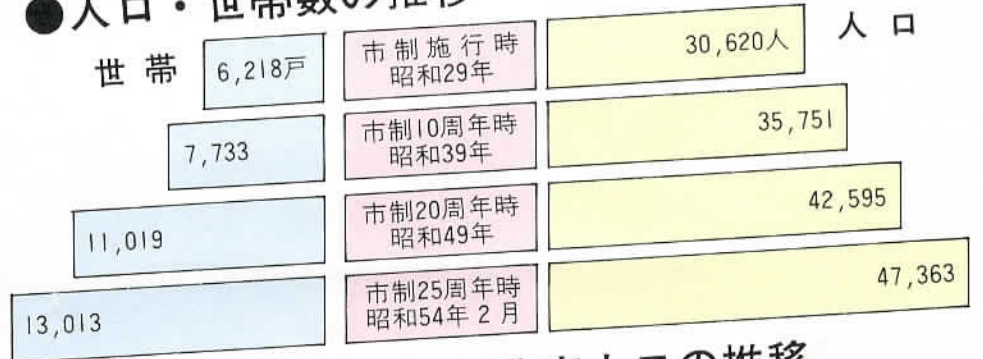 ●人口・世帯数の推移
世帯
人口
6,218戸
市制施行時
昭和29年
30,620人
7,733
市制10周年時
昭和39年
35,751
11,019
市制20周年時
昭和49年
42,595
13,013
市制25周年時
昭和54年2月
47,363
の推移